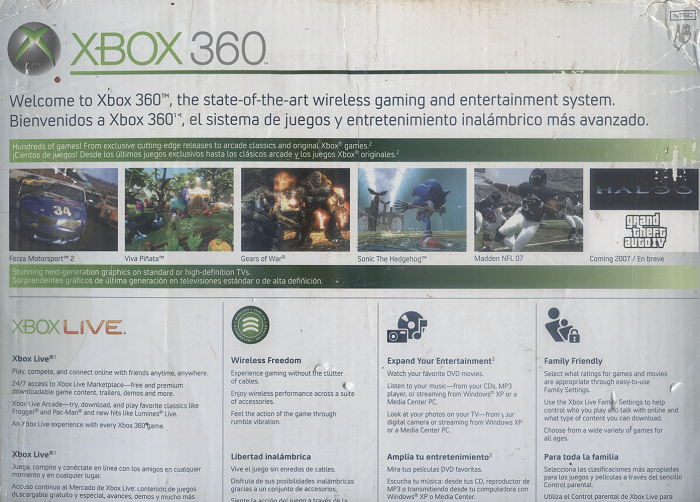 NTSC
NB
XBOX 360™
Welcome to Xbox 360™, the state-of-the-art wireless gaming and entertainment system.
Bienvenidos a Xbox 360™, el sistema de juegos y entretenimiento inalámbrico más avanzado.
Hundreds of games! From exclusive cutting-edge releases to arcade classics and original Xbox® games.²
¡Cientos de juegos! Desde los últimos juegos exclusivos hasta los clásicos arcade y los juegos Xbox® originales.²
34
HALO 3
grand
theft
auto IV
Forza Motorsport™ 2
Viva Piñata™
Gears of War®
Sonic The Hedgehog™
Madden NFL 07
Coming 2007 / En breve
Stunning next-generation graphics on standard or high-definition TVs.
Sorprendentes gráficos de última generación en televisiones estándar o de alta definición.
XBOX LIVE.
Xbox Live®¹
Play, compete, and connect online with friends anytime, anywhere.
24/7 access to Xbox Live Marketplace—free and premium
downloadable game content, trailers, demos and more.
Xbox Live Arcade—try, download, and play favorite classics like
Frogger® and Pac-Man® and new hits like Lumines® Live.
An Xbox Live experience with every Xbox 360 game.
Xbox Live®¹
Juega, compite y conéctate en línea con los amigos en cualquier
momento y en cualquier lugar.
Acceso continuo al Mercado de Xbox Live: contenido de juegos
descargable gratuito y especial, avances, demos y mucho más.
Wireless Freedom
Experience gaming without the clutter
of cables.
Enjoy wireless performance across a suite
of accessories.
Feel the action of the game through
rumble vibration.
Libertad inalámbrica
Vive el juego sin enredos de cables.
Disfruta de sus posibilidades inalámbricas
gracias a un conjunto de accesorios.
Siente la acción del juego a través de la
Expand Your Entertainment³
Watch your favorite DVD movies.
Listen to your music—from your CDs, MP3
player, or streaming from Windows® XP or a
Media Center PC.
Look at your photos on your TV—from your
digital camera or streaming from Windows XP
or a Media Center PC.
Amplía tu entretenimiento³
Mira tus películas DVD favoritas.
Escucha tu música: desde tus CD, reproductor de
MP3 o transmitiendo desde tu computadora con
Windows® XP o Media Center.
Family Friendly
Select what ratings for games and movies
are appropriate through easy-to-use
Family Settings.
Use the Xbox Live Family Settings to help
control who you play and talk with online and
what type of content you can download.
Choose from a wide variety of games for
all ages.
Para toda la familia
Selecciona las clasificaciones más apropiadas
para los juegos y películas a través del sencillo
Control parental.
Utiliza el Control parental de Xbox Live para